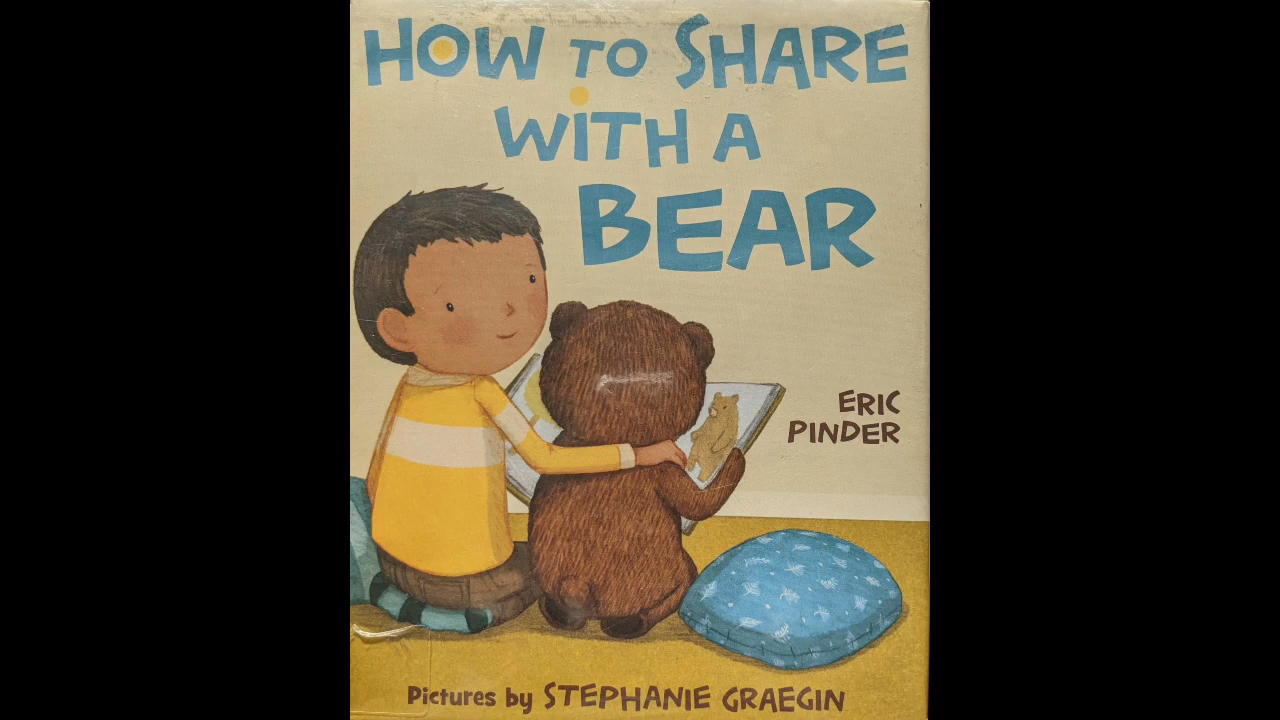 HOW TO SHARE
WiTH A
BEAR
ERIC
PINDER
Pictures by STEPHANIE GRAEGIN